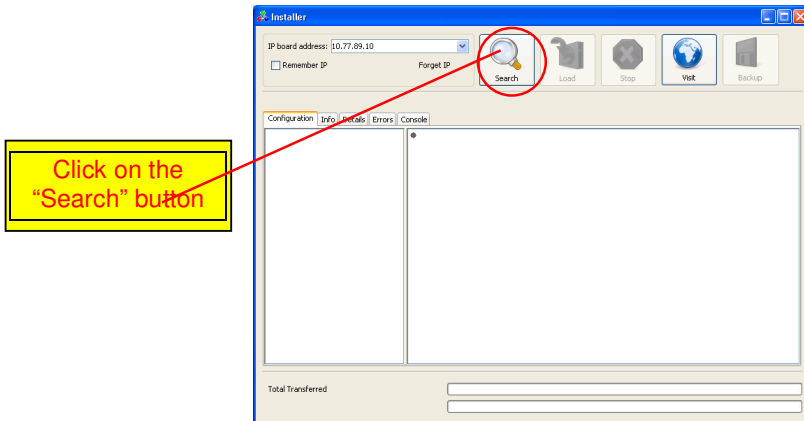 Installer
IP board address: 10.77.89.10
Remember IP
Forget IP
Search
Load
Stop
Visit
Backup
Configuration Info Details Errors Console
Click on the
“Search” button
Total Transferred